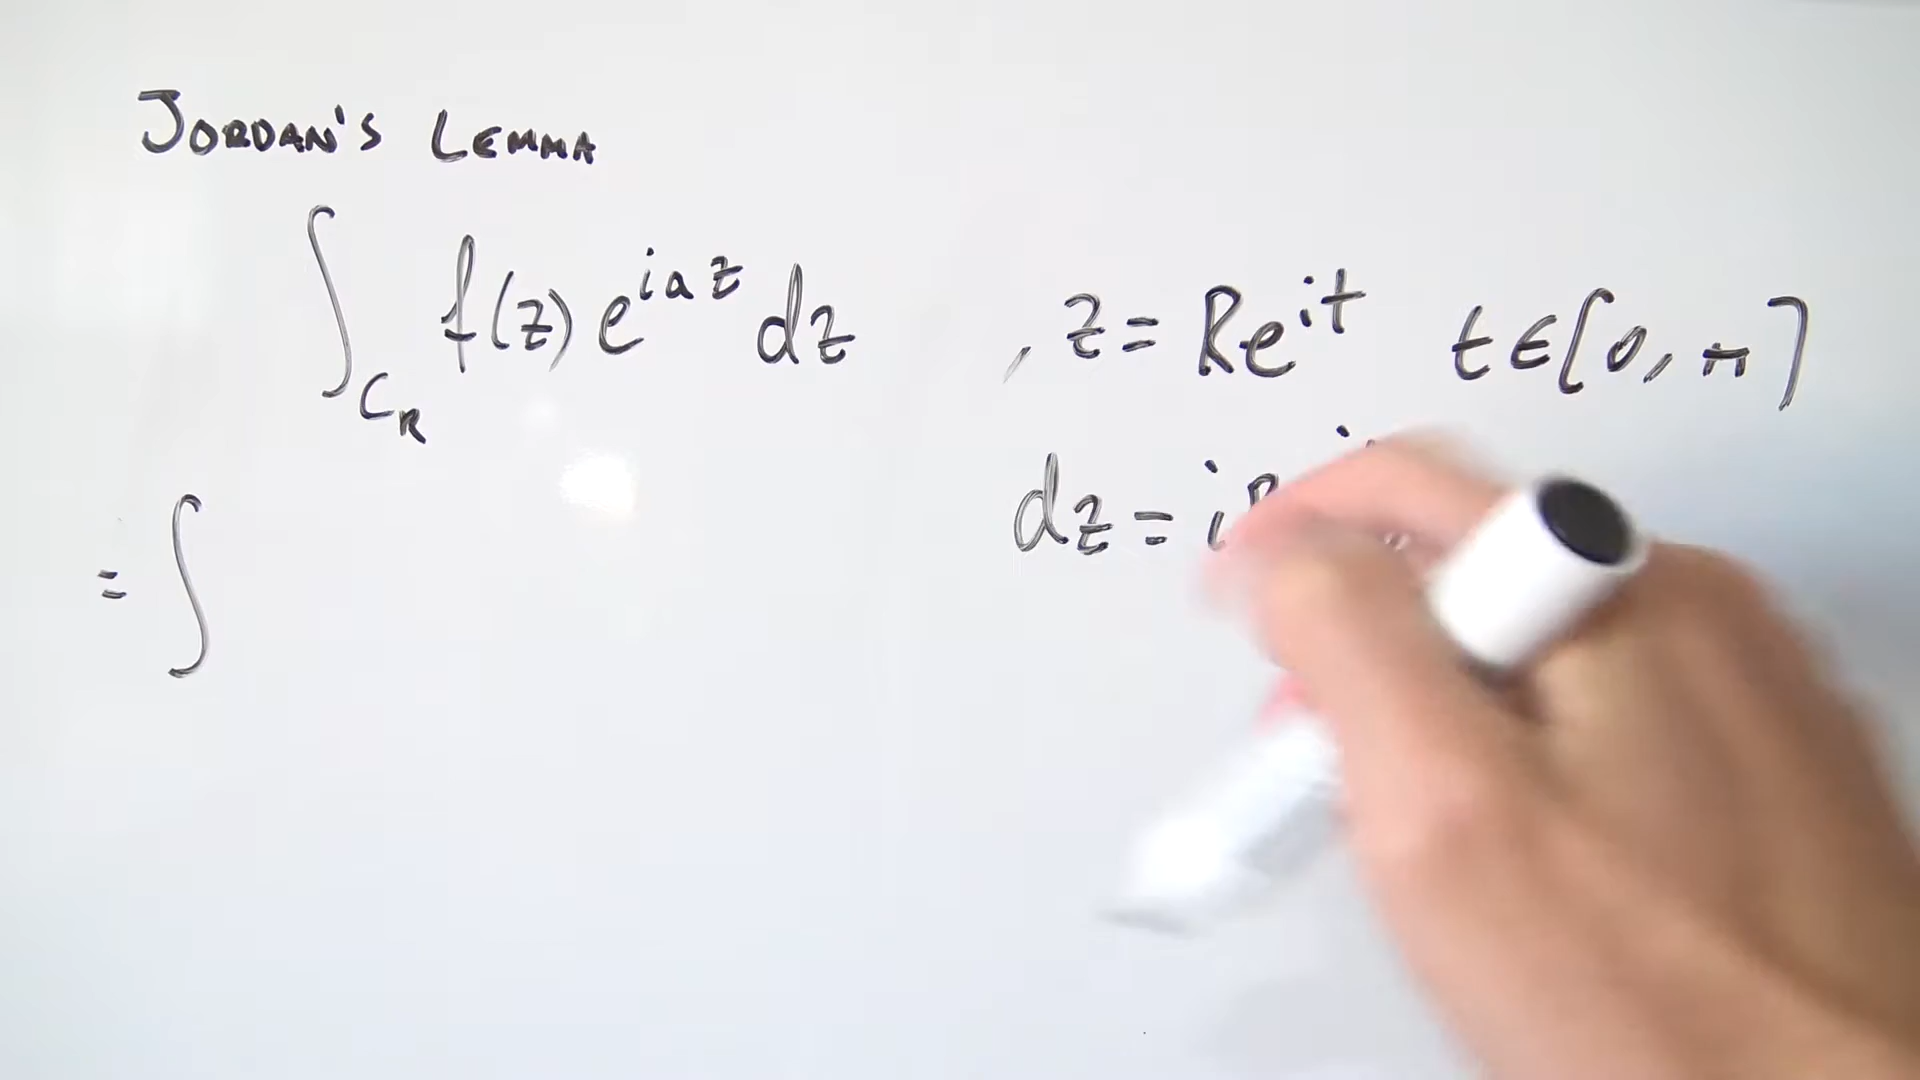 JORDAN'S LEMMA
∫_{C_R} f(z) e^{iaz} dz , z = Re^{it} t ∈ [0, π]
dz = i
= ∫